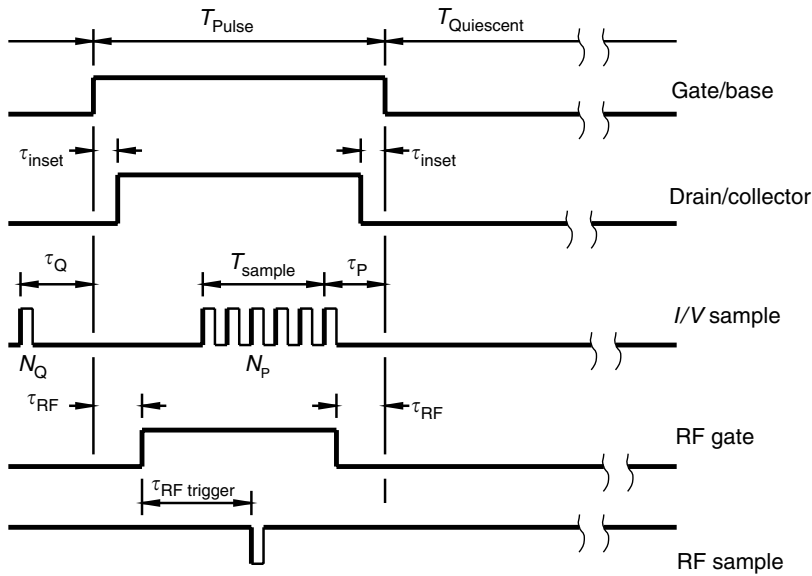 T_Pulse T_Quiescent
Gate/base
τ_inset τ_inset
Drain/collector
τ_Q T_sample τ_P
I/V sample
N_Q N_P
τ_RF τ_RF
RF gate
τ_RF trigger
RF sample